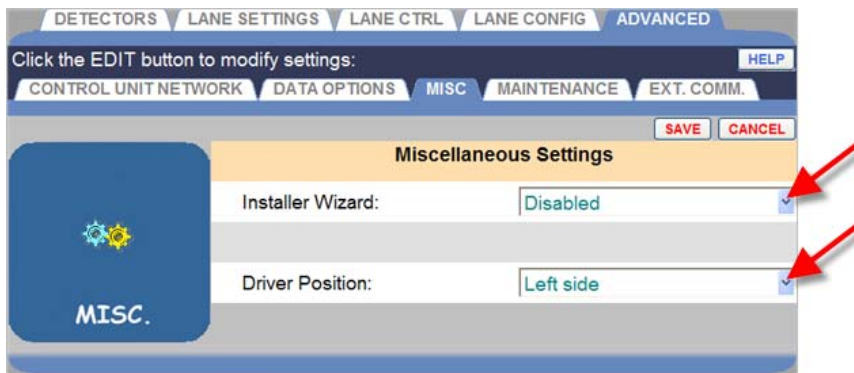 DETECTORS LANE SETTINGS LANE CTRL LANE CONFIG ADVANCED
Click the EDIT button to modify settings: HELP
CONTROL UNIT NETWORK DATA OPTIONS MISC MAINTENANCE EXT. COMM.
SAVE CANCEL
Miscellaneous Settings
Installer Wizard: Disabled
Driver Position: Left side
MISC.